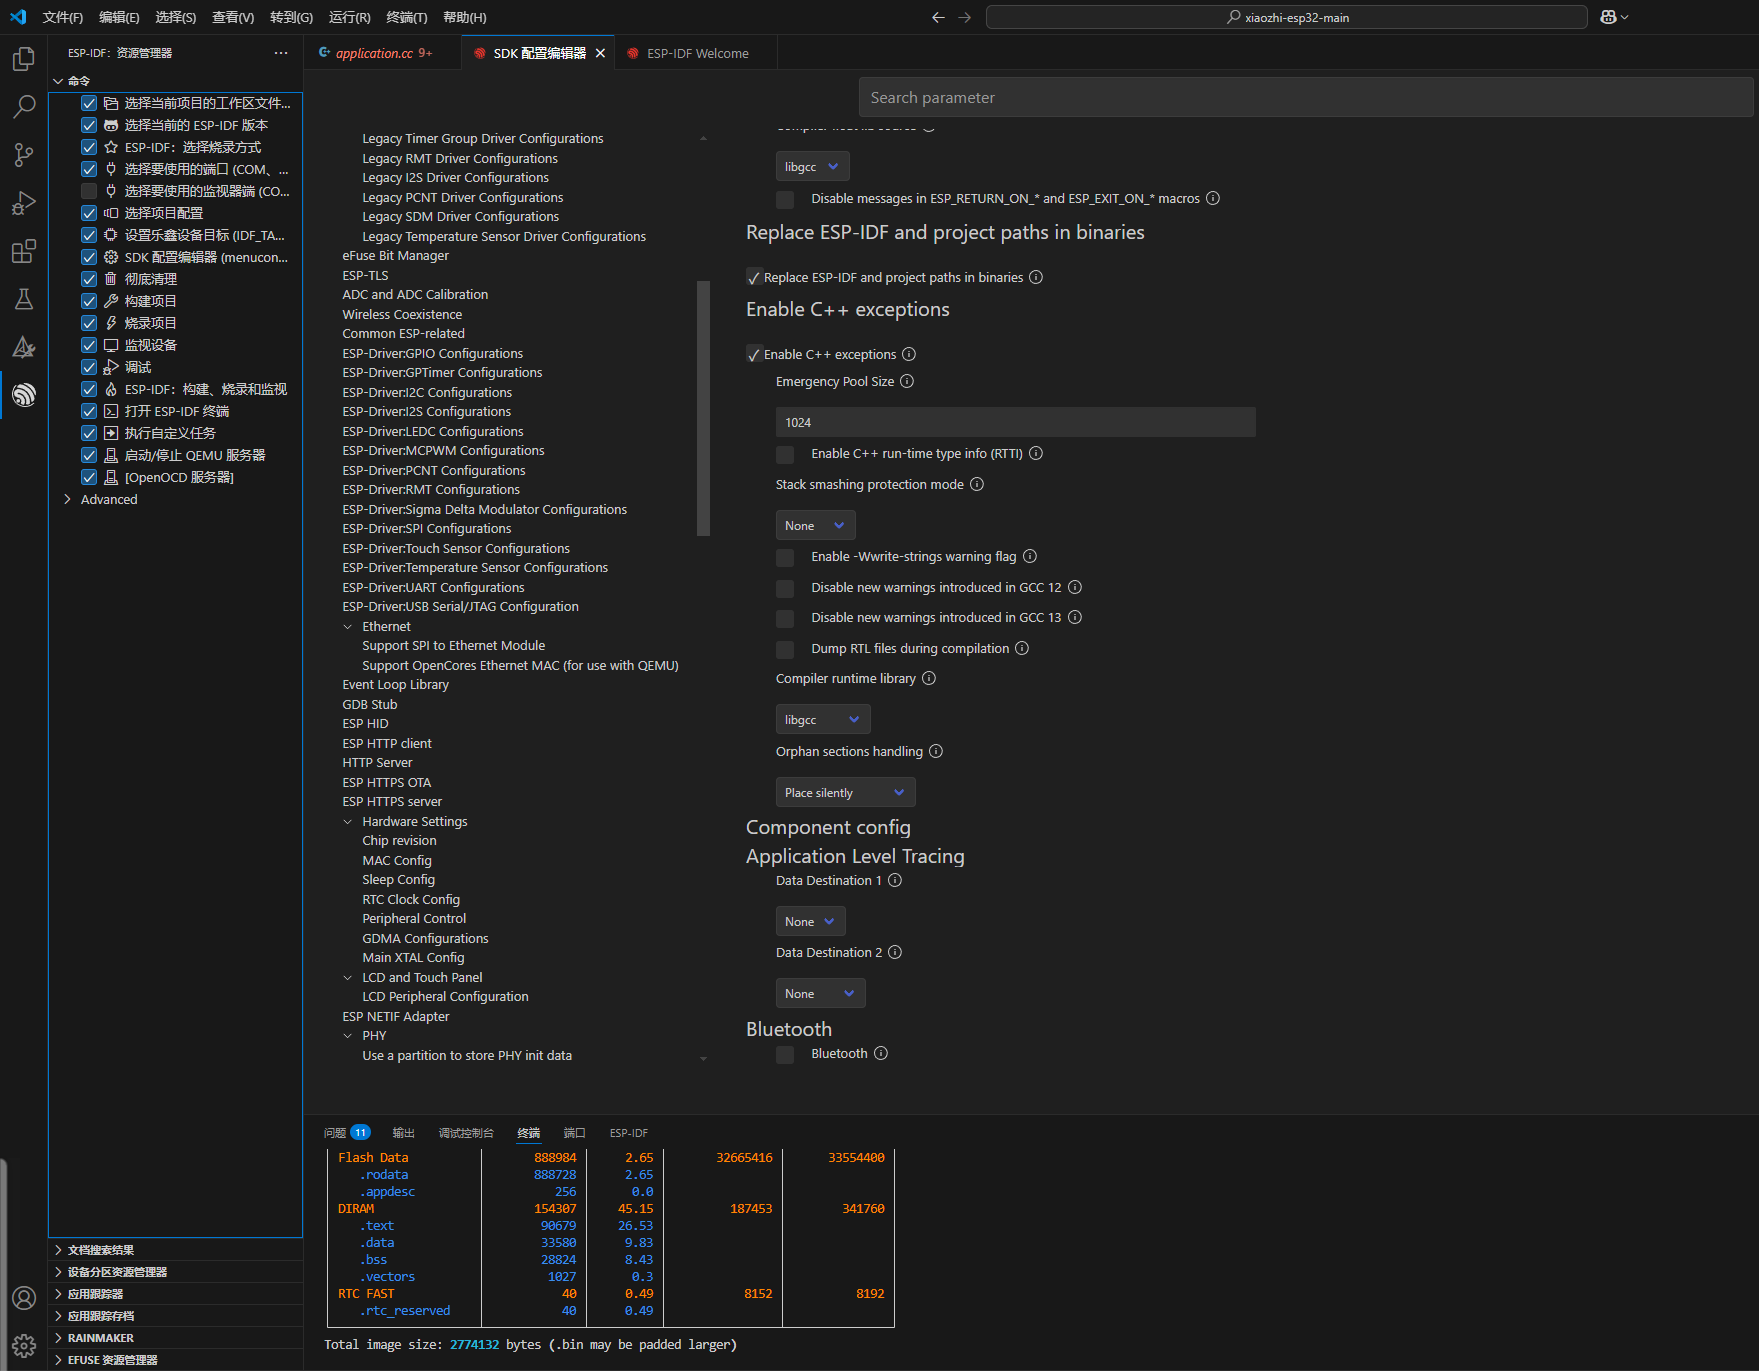 文件(F) 编辑(E) 选择(S) 查看(V) 转到(G) 运行(R) 终端(T) 帮助(H)
xiaozhi-esp32-main
ESP-IDF：资源管理器
命令
选择当前项目的工作区文件...
选择当前的 ESP-IDF 版本
ESP-IDF：选择烧录方式
选择要使用的端口 (COM、...
选择要使用的监视器端 (CO...
选择项目配置
设置乐鑫设备目标 (IDF_TA...
SDK 配置编辑器 (menucon...
彻底清理
构建项目
烧录项目
监视设备
调试
ESP-IDF：构建、烧录和监视
打开 ESP-IDF 终端
执行自定义任务
启动/停止 QEMU 服务器
[OpenOCD 服务器]
Advanced
文档搜索结果
设备分区资源管理器
应用跟踪器
应用跟踪存档
RAINMAKER
EFUSE 资源管理器
application.cc 9+
SDK 配置编辑器
ESP-IDF Welcome
Search parameter
Legacy Timer Group Driver Configurations
Legacy RMT Driver Configurations
Legacy I2S Driver Configurations
Legacy PCNT Driver Configurations
Legacy SDM Driver Configurations
Legacy Temperature Sensor Driver Configurations
eFuse Bit Manager
ESP-TLS
ADC and ADC Calibration
Wireless Coexistence
Common ESP-related
ESP-Driver:GPIO Configurations
ESP-Driver:GPTimer Configurations
ESP-Driver:I2C Configurations
ESP-Driver:I2S Configurations
ESP-Driver:LEDC Configurations
ESP-Driver:MCPWM Configurations
ESP-Driver:PCNT Configurations
ESP-Driver:RMT Configurations
ESP-Driver:Sigma Delta Modulator Configurations
ESP-Driver:SPI Configurations
ESP-Driver:Touch Sensor Configurations
ESP-Driver:Temperature Sensor Configurations
ESP-Driver:UART Configurations
ESP-Driver:USB Serial/JTAG Configuration
Ethernet
Support SPI to Ethernet Module
Support OpenCores Ethernet MAC (for use with QEMU)
Event Loop Library
GDB Stub
ESP HID
ESP HTTP client
HTTP Server
ESP HTTPS OTA
ESP HTTPS server
Hardware Settings
Chip revision
MAC Config
Sleep Config
RTC Clock Config
Peripheral Control
GDMA Configurations
Main XTAL Config
LCD and Touch Panel
LCD Peripheral Configuration
ESP NETIF Adapter
PHY
Use a partition to store PHY init data
libgcc
Disable messages in ESP_RETURN_ON_* and ESP_EXIT_ON_* macros
Replace ESP-IDF and project paths in binaries
Replace ESP-IDF and project paths in binaries
Enable C++ exceptions
Enable C++ exceptions
Emergency Pool Size
1024
Enable C++ run-time type info (RTTI)
Stack smashing protection mode
None
Enable -Wwrite-strings warning flag
Disable new warnings introduced in GCC 12
Disable new warnings introduced in GCC 13
Dump RTL files during compilation
Compiler runtime library
libgcc
Orphan sections handling
Place silently
Component config
Application Level Tracing
Data Destination 1
None
Data Destination 2
None
Bluetooth
Bluetooth
问题 11 输出 调试控制台 终端 端口 ESP-IDF
Flash Data 888984 2.65 32665416 33554400
.rodata 888728 2.65
.appdesc 256 0.0
DIRAM 154307 45.15 187453 341760
.text 90679 26.53
.data 33580 9.83
.bss 28824 8.43
.vectors 1027 0.3
RTC FAST 40 0.49 8152 8192
.rtc_reserved 40 0.49
Total image size: 2774132 bytes (.bin may be padded larger)